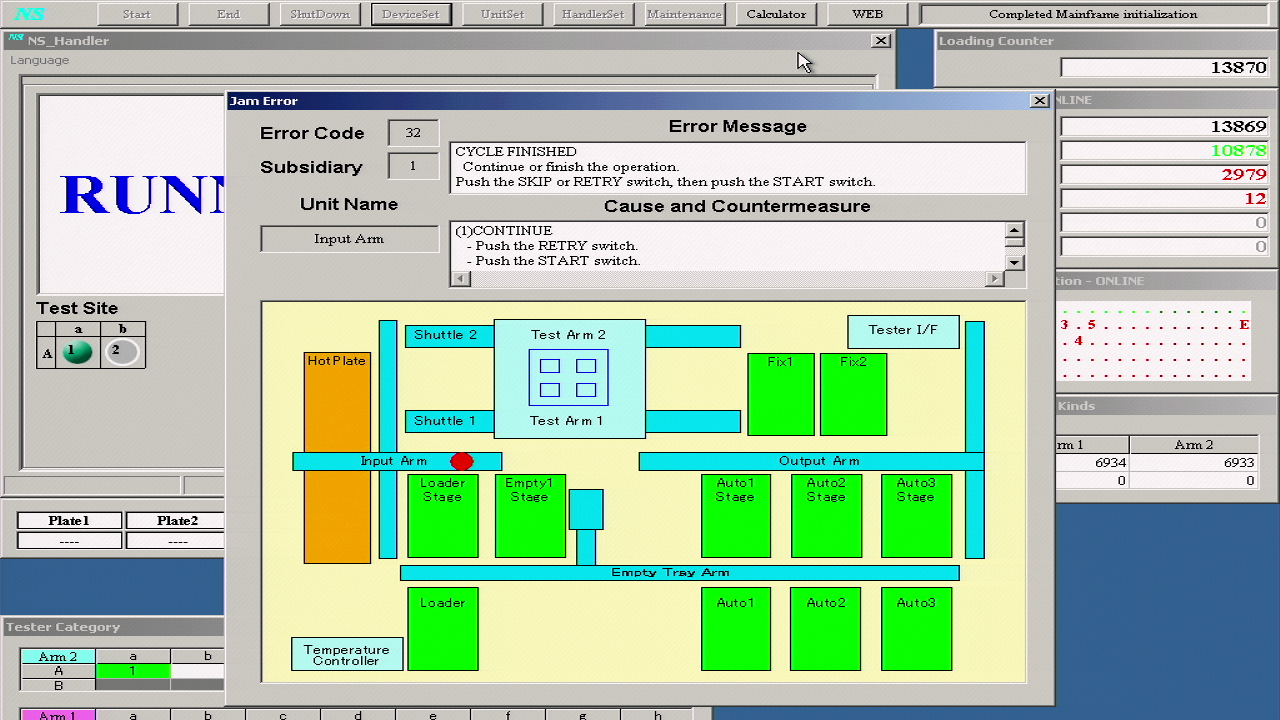 NS Start End ShutDown DeviceSet UnitSet HandlerSet Maintenance Calculator WEB Completed Mainframe initialization
NS NS_Handler
Language
RUNN
Test Site
a b
A 1 2
Plate1 Plate2
---- ----
Tester Category
Arm 2 a b
A 1
B
Arm 1 a b c d e f g h
Jam Error
Error Code 32
Subsidiary 1
Unit Name
Input Arm
Error Message
CYCLE FINISHED
Continue or finish the operation.
Push the SKIP or RETRY switch, then push the START switch.
Cause and Countermeasure
(1)CONTINUE
- Push the RETRY switch.
- Push the START switch.
Shuttle 2 Test Arm 2 Tester I/F
HotPlate Fix1 Fix2
Shuttle 1 Test Arm 1
Input Arm Output Arm
Loader Stage
Empty1 Stage
Auto1 Stage
Auto2 Stage
Auto3 Stage
Empty Tray Arm
Loader Auto1 Auto2 Auto3
Temperature
Controller
Loading Counter
13870
NLINE
13869
10878
2979
12
0
0
tion - ONLINE
3 . 5 E
4
Kinds
rm 1 Arm 2
6934 6933
0 0